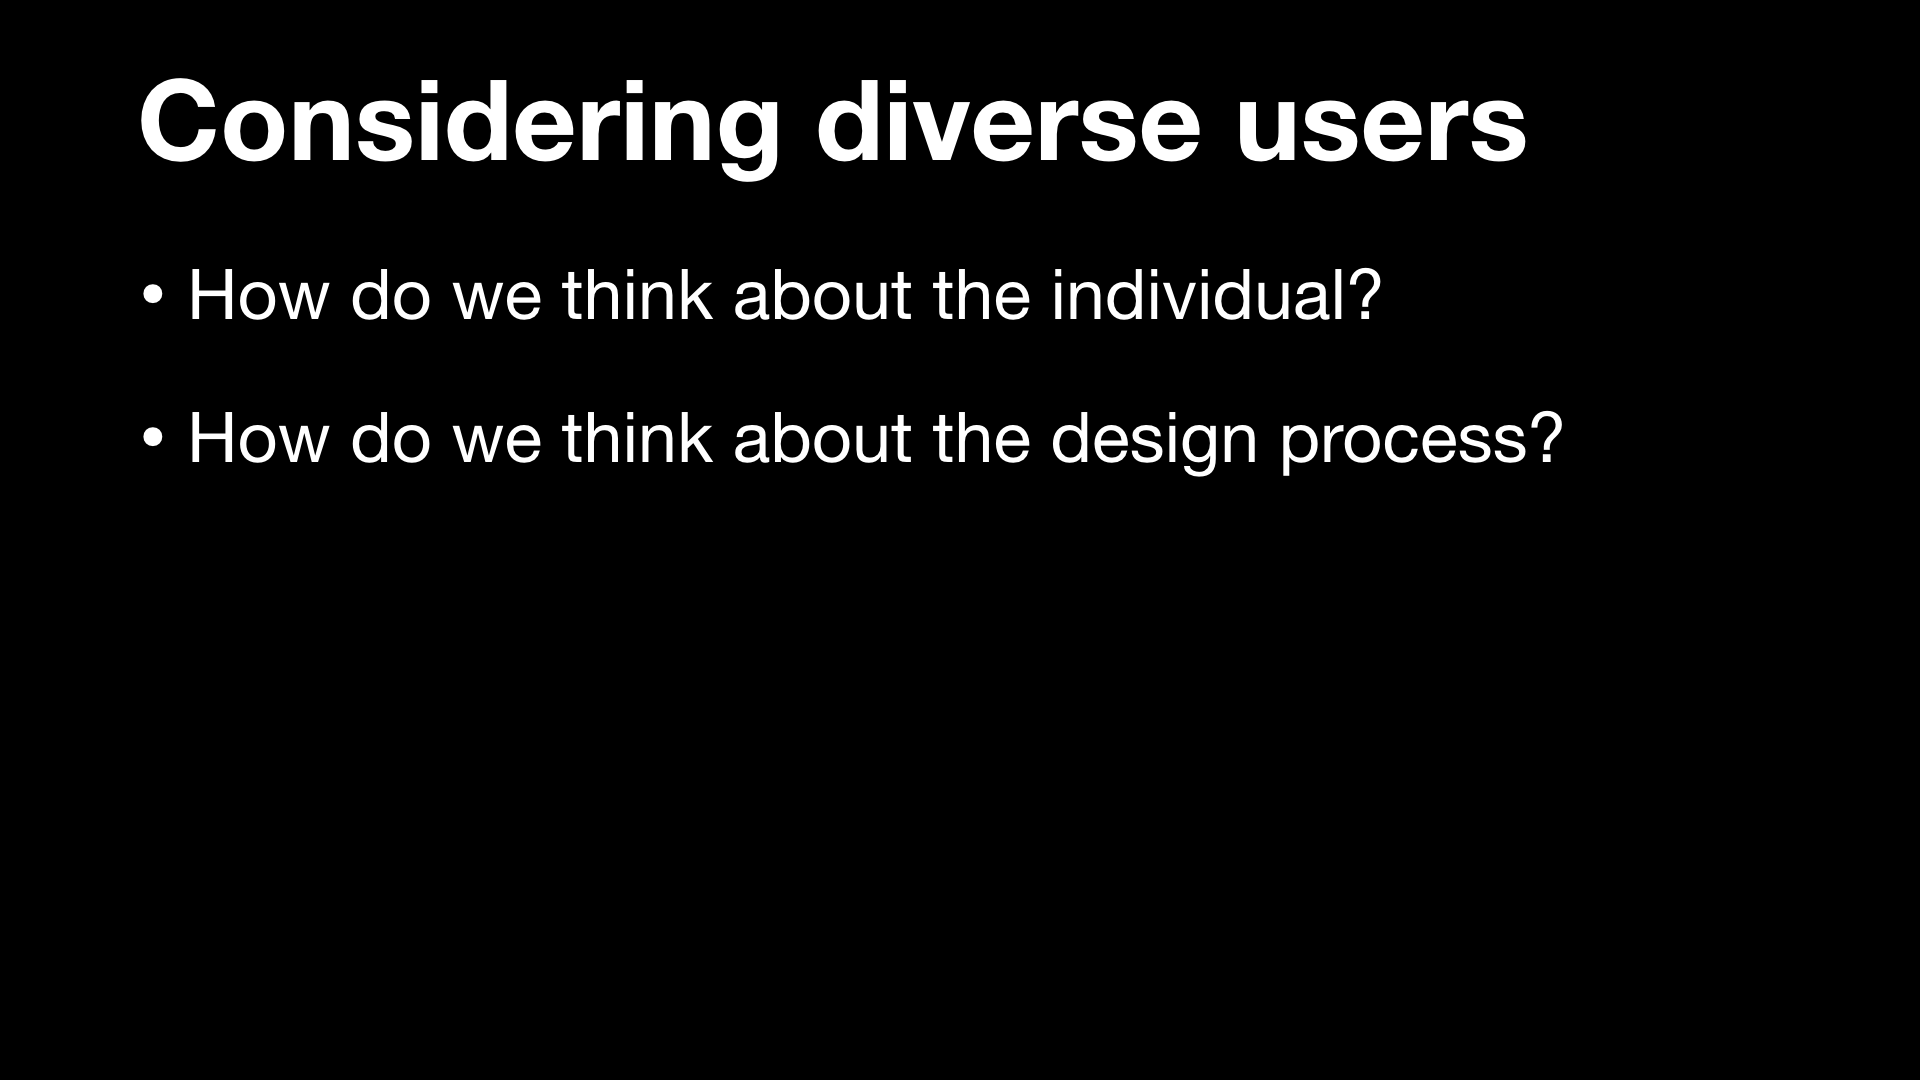 Considering diverse users
• How do we think about the individual?
• How do we think about the design process?